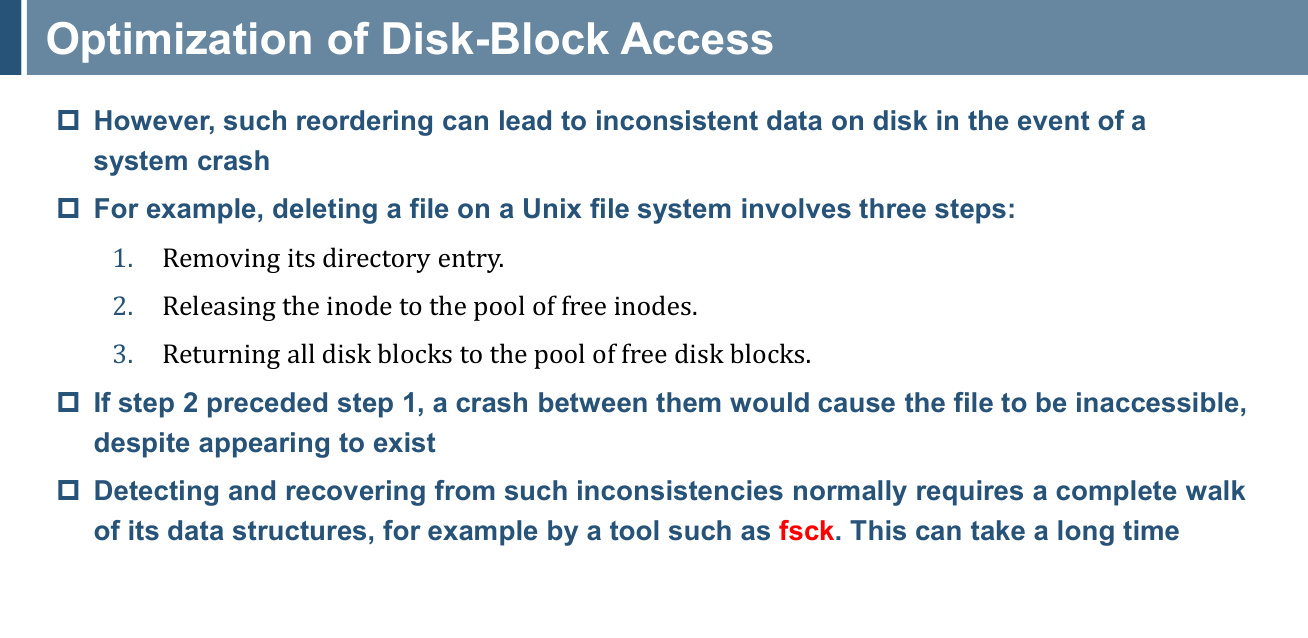 Optimization of Disk-Block Access
However, such reordering can lead to inconsistent data on disk in the event of a
system crash
For example, deleting a file on a Unix file system involves three steps:
1. Removing its directory entry.
2. Releasing the inode to the pool of free inodes.
3. Returning all disk blocks to the pool of free disk blocks.
If step 2 preceded step 1, a crash between them would cause the file to be inaccessible,
despite appearing to exist
Detecting and recovering from such inconsistencies normally requires a complete walk
of its data structures, for example by a tool such as fsck. This can take a long time